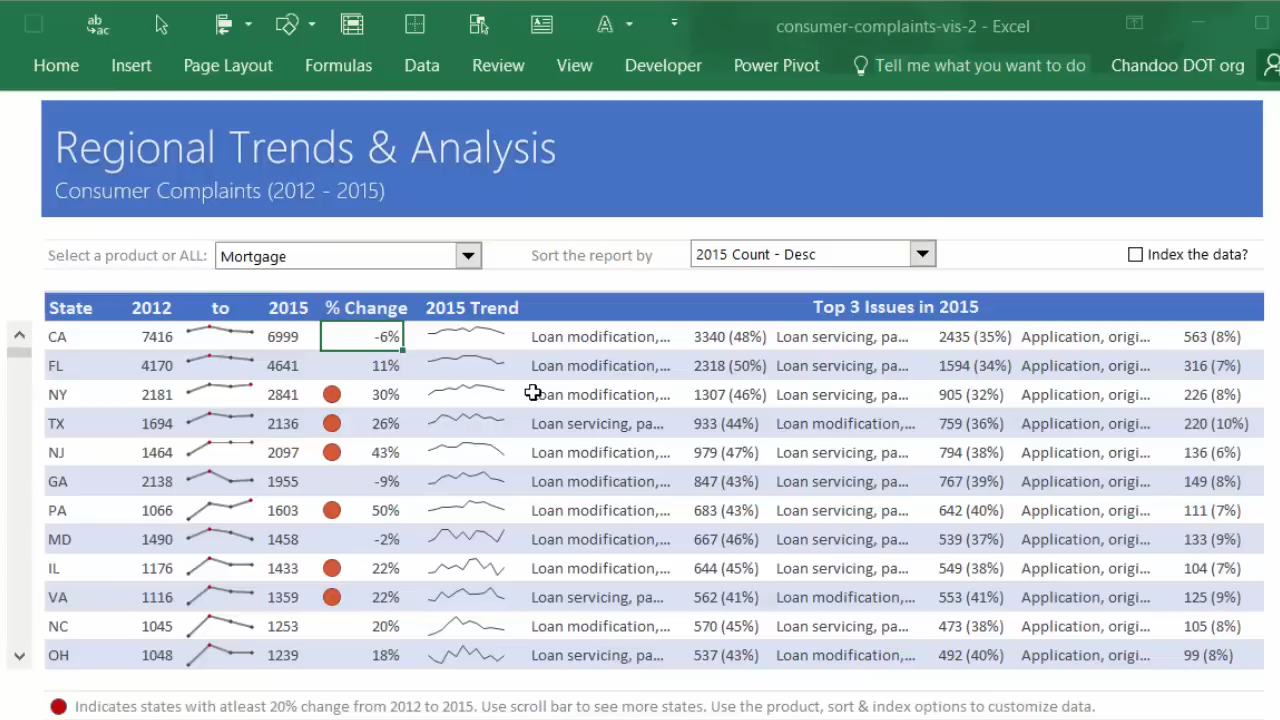 ab
ac
A
consumer-complaints-vis-2 - Excel
Home Insert Page Layout Formulas Data Review View Developer Power Pivot Tell me what you want to do Chandoo DOT org
Regional Trends & Analysis
Consumer Complaints (2012 - 2015)
Select a product or ALL: Mortgage Sort the report by 2015 Count - Desc Index the data?
State 2012 to 2015 % Change 2015 Trend Top 3 Issues in 2015
CA 7416 6999 -6% Loan modification,... 3340 (48%) Loan servicing, pa... 2435 (35%) Application, origi... 563 (8%)
FL 4170 4641 11% Loan modification,... 2318 (50%) Loan servicing, pa... 1594 (34%) Application, origi... 316 (7%)
NY 2181 2841 30% oan modification,... 1307 (46%) Loan servicing, pa... 905 (32%) Application, origi... 226 (8%)
TX 1694 2136 26% Loan servicing, pa... 933 (44%) Loan modification,... 759 (36%) Application, origi... 220 (10%)
NJ 1464 2097 43% Loan modification,... 979 (47%) Loan servicing, pa... 794 (38%) Application, origi... 136 (6%)
GA 2138 1955 -9% Loan modification,... 847 (43%) Loan servicing, pa... 767 (39%) Application, origi... 149 (8%)
PA 1066 1603 50% Loan modification,... 683 (43%) Loan servicing, pa... 642 (40%) Application, origi... 111 (7%)
MD 1490 1458 -2% Loan modification,... 667 (46%) Loan servicing, pa... 539 (37%) Application, origi... 133 (9%)
IL 1176 1433 22% Loan modification,... 644 (45%) Loan servicing, pa... 549 (38%) Application, origi... 104 (7%)
VA 1116 1359 22% Loan servicing, pa... 562 (41%) Loan modification,... 553 (41%) Application, origi... 125 (9%)
NC 1045 1253 20% Loan modification,... 570 (45%) Loan servicing, pa... 473 (38%) Application, origi... 105 (8%)
OH 1048 1239 18% Loan servicing, pa... 537 (43%) Loan modification,... 492 (40%) Application, origi... 99 (8%)
Indicates states with atleast 20% change from 2012 to 2015. Use scroll bar to see more states. Use the product, sort & index options to customize data.